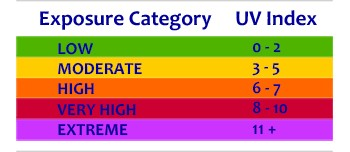 Exposure Category UV Index
LOW 0 - 2
MODERATE 3 - 5
HIGH 6 - 7
VERY HIGH 8 - 10
EXTREME 11 +